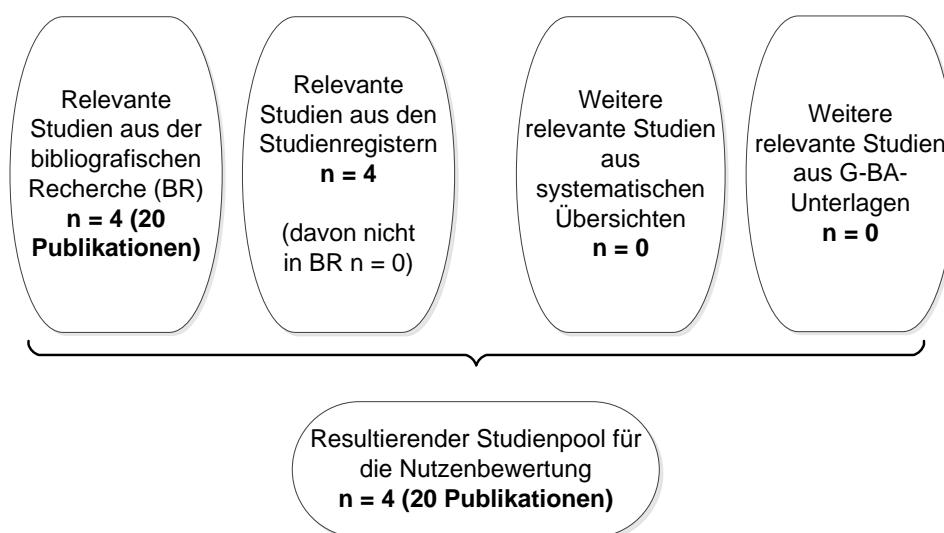 Relevante
Studien aus der
bibliografischen
Recherche (BR)
n = 4 (20
Publikationen)
Relevante
Studien aus den
Studienregistern
n = 4
(davon nicht
in BR n = 0)
Weitere
relevante Studien
aus
systematischen
Übersichten
n = 0
Weitere
relevante Studien
aus G-BA-
Unterlagen
n = 0
Resultierender Studienpool für
die Nutzenbewertung
n = 4 (20 Publikationen)